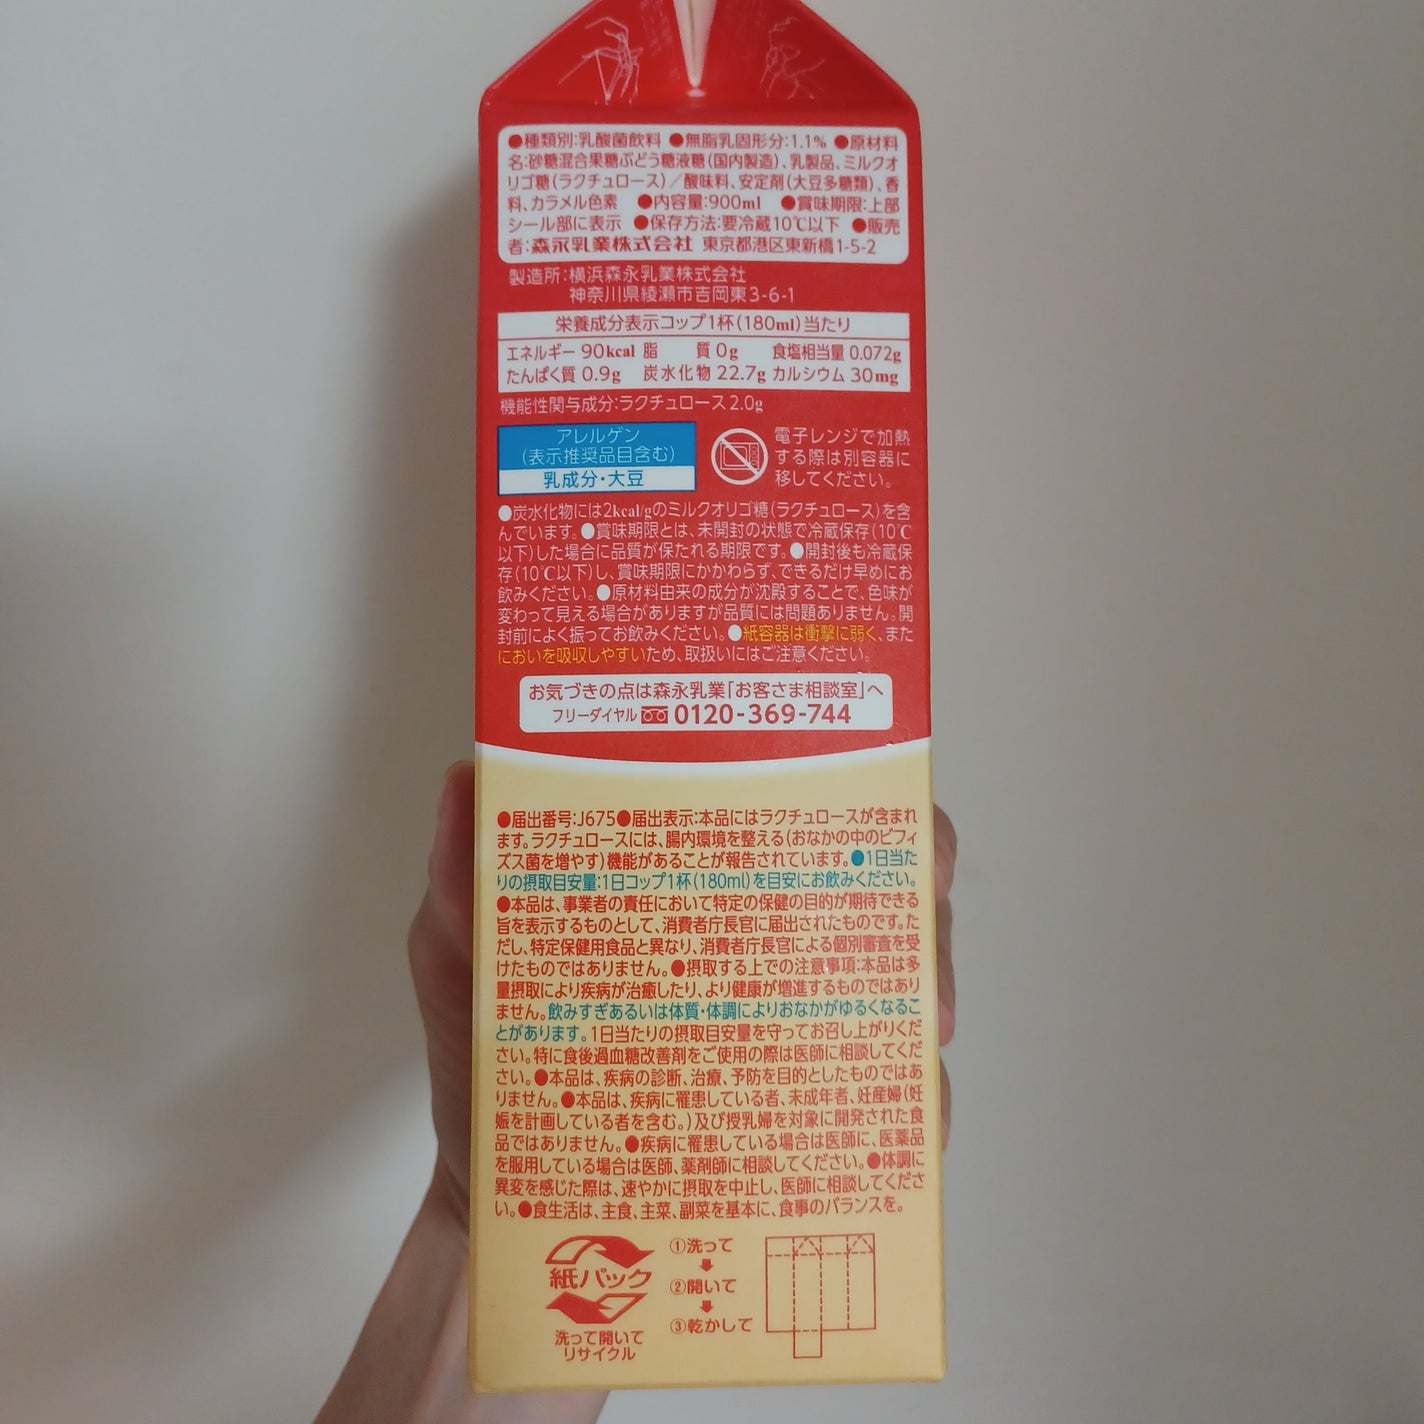 ●種類別:乳酸菌飲料 ●無脂乳固形分:1.1% ●原材料
名:砂糖混合果糖ぶどう糖液糖(国内製造)、乳製品、ミルクオ
リゴ糖(ラクチュロース)/酸味料、安定剤(大豆多糖類)、香
料、カラメル色素 ●内容量:900ml ●賞味期限:上部
シール部に表示 ●保存方法:要冷蔵10℃以下 ●販売
者:森永乳業株式会社 東京都港区東新橋1-5-2
製造所:横浜森永乳業株式会社
神奈川県綾瀬市吉岡東3-6-1
栄養成分表示コップ1杯(180ml)当たり
エネルギー 90kcal 脂 質 0g 食塩相当量 0.072g
たんぱく質 0.9g 炭水化物 22.7g カルシウム 30mg
機能性関与成分:ラクチュロース2.0g
アレルゲン
(表示推奨品目含む)
乳成分・大豆
電子レンジで加熱
する際は別容器に
移してください。
●炭水化物には2kcal/gのミルクオリゴ糖(ラクチュロース)を含
んでいます。●賞味期限とは、未開封の状態で冷蔵保存(10℃
以下)した場合に品質が保たれる期限です。●開封後も冷蔵保
存(10℃以下)し、賞味期限にかかわらず、できるだけ早めにお
飲みください。●原材料由来の成分が沈殿することで、色味が
変わって見える場合がありますが品質には問題ありません。開
封前によく振ってお飲みください。●紙容器は衝撃に弱く、また
においを吸収しやすいため、取扱いにはご注意ください。
お気づきの点は森永乳業「お客さま相談室」へ
フリーダイヤル 0120-369-744
●届出番号:J675●届出表示:本品にはラクチュロースが含まれ
ます。ラクチュロースには、腸内環境を整える(おなかの中のビフィ
ズス菌を増やす)機能があることが報告されています。●1日当た
りの摂取目安量:1日コップ1杯(180ml)を目安にお飲みください。
●本品は、事業者の責任において特定の保健の目的が期待できる
旨を表示するものとして、消費者庁長官に届出されたものです。た
だし、特定保健用食品と異なり、消費者庁長官による個別審査を受
けたものではありません。●摂取する上での注意事項:本品は多
量摂取により疾病が治癒したり、より健康が増進するものではあり
ません。飲みすぎあるいは体質・体調によりおなかがゆるくなるこ
とがあります。1日当たりの摂取目安量を守ってお召し上がりくだ
さい。特に食後過血糖改善剤をご使用の際は医師に相談してくだ
さい。●本品は、疾病の診断、治療、予防を目的としたものではあ
りません。●本品は、疾病に罹患している者、未成年者、妊産婦(妊
娠を計画している者を含む。)及び授乳婦を対象に開発された食
品ではありません。●疾病に罹患している場合は医師に、医薬品
を服用している場合は医師、薬剤師に相談してください。●体調に
異変を感じた際は、速やかに摂取を中止し、医師に相談してくださ
い。●食生活は、主食、主菜、副菜を基本に、食事のバランスを。
紙パック
洗って開いて
リサイクル
①洗って
②開いて
③乾かして